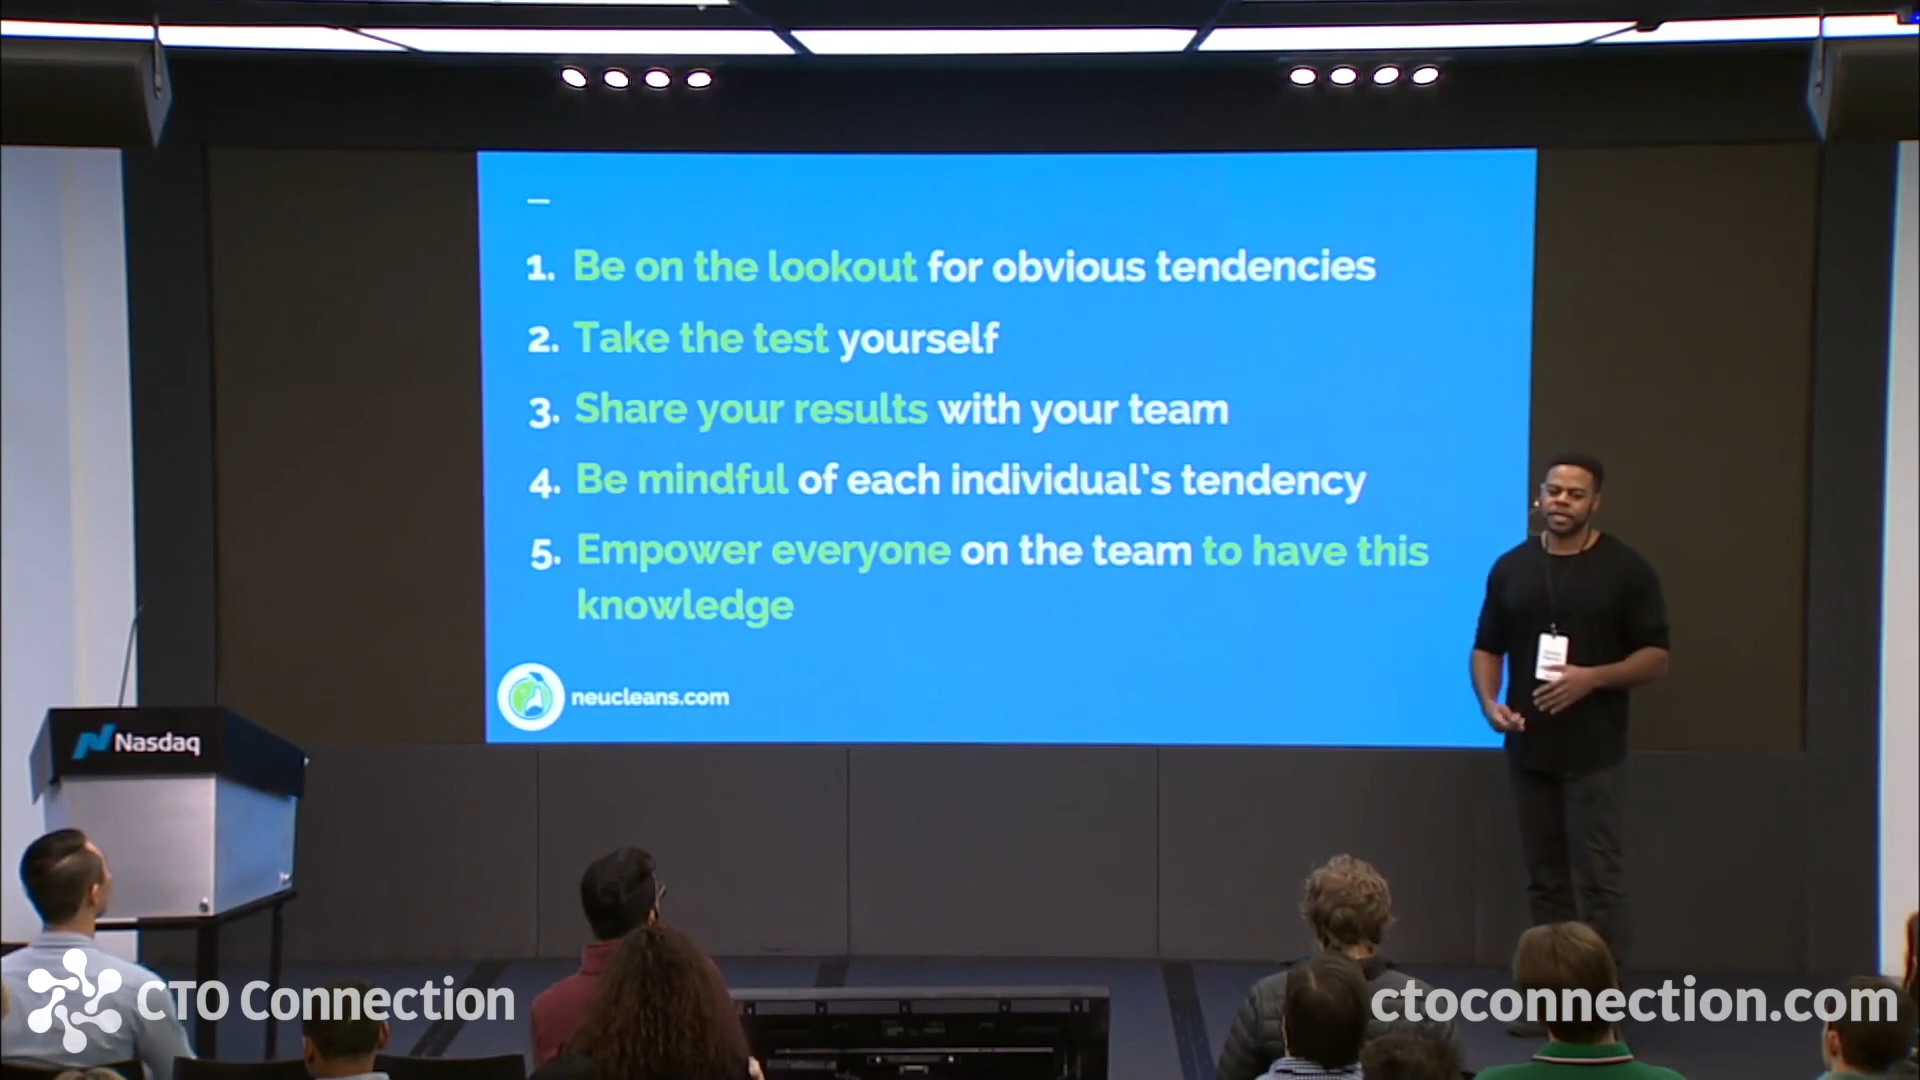 1. Be on the lookout for obvious tendencies
2. Take the test yourself
3. Share your results with your team
4. Be mindful of each individual's tendency
5. Empower everyone on the team to have this
knowledge
neucleans.com
Nasdaq
CTO Connection
ctoconnection.com